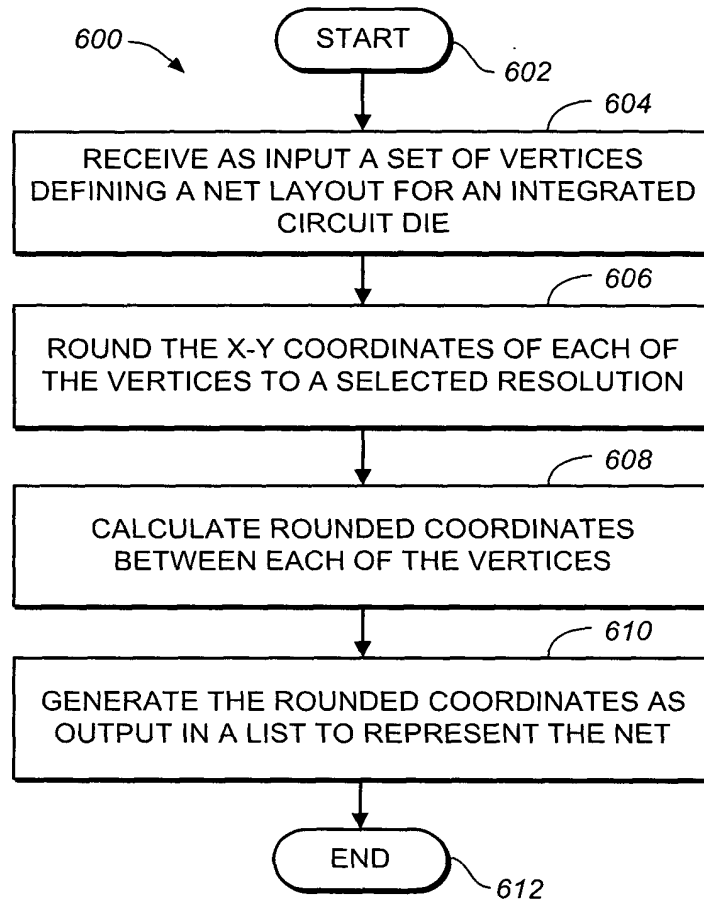 600
START
602
604
RECEIVE AS INPUT A SET OF VERTICES
DEFINING A NET LAYOUT FOR AN INTEGRATED
CIRCUIT DIE
606
ROUND THE X-Y COORDINATES OF EACH OF
THE VERTICES TO A SELECTED RESOLUTION
608
CALCULATE ROUNDED COORDINATES
BETWEEN EACH OF THE VERTICES
610
GENERATE THE ROUNDED COORDINATES AS
OUTPUT IN A LIST TO REPRESENT THE NET
END
612